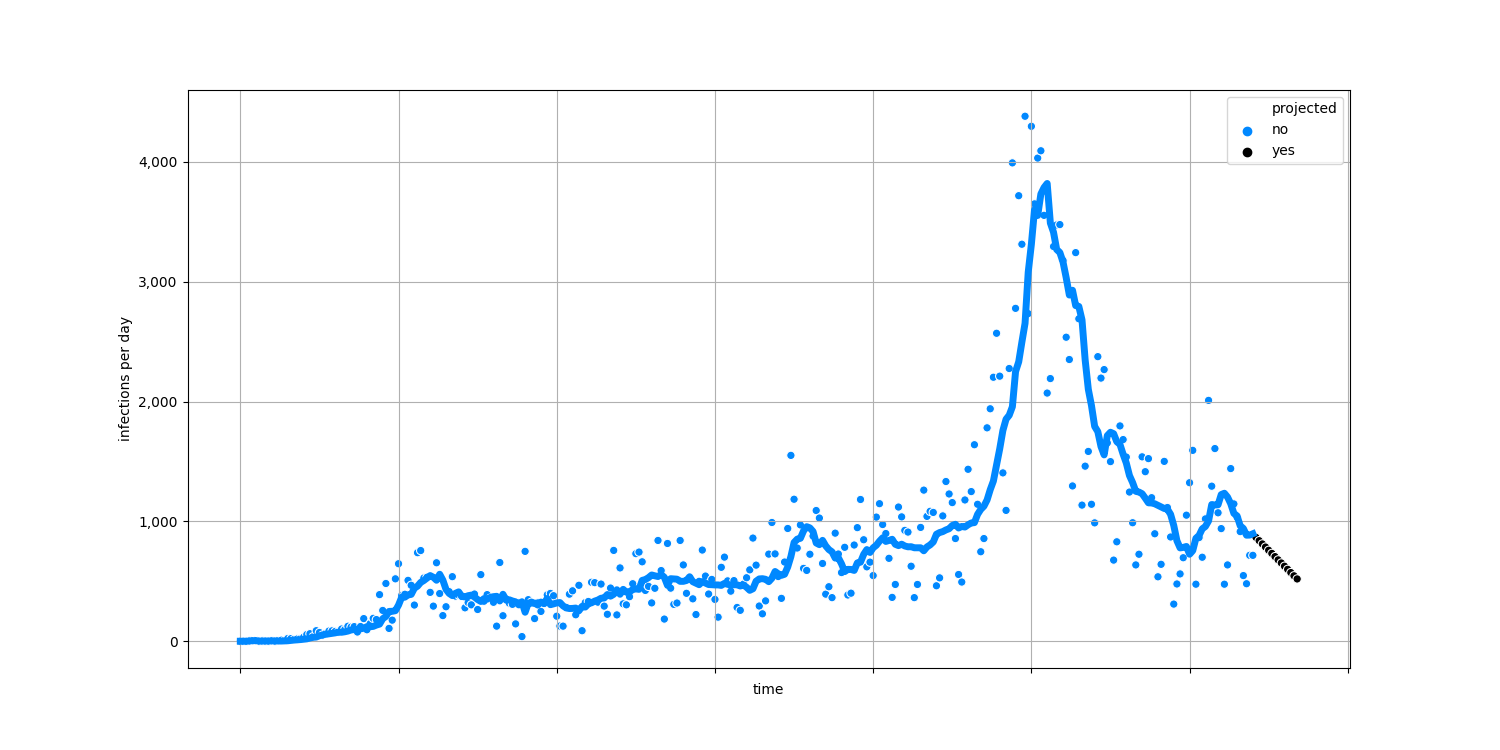 projected
no
yes
4,000
3,000
2,000
1,000
0
infections per day
time